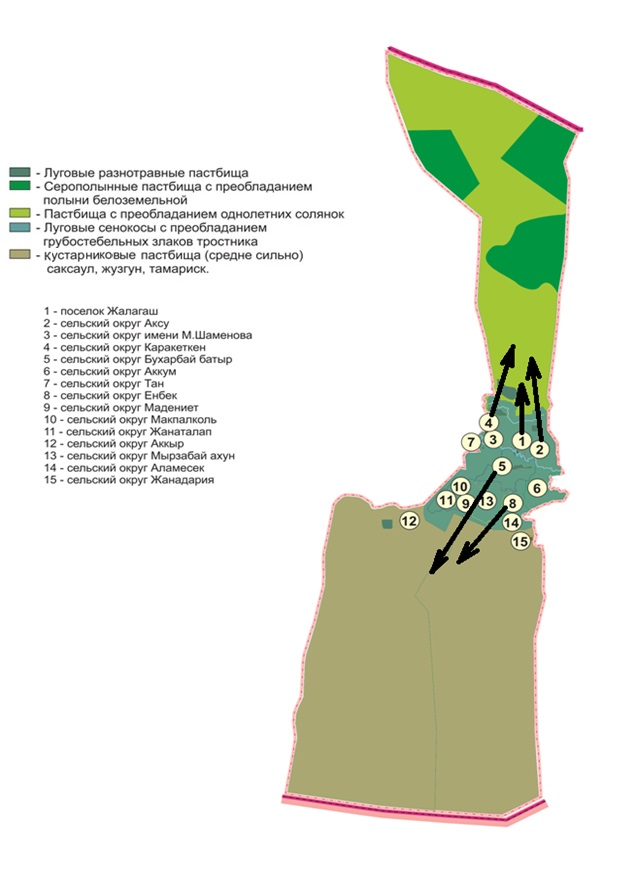 - Луговые разнотравные пастбища
- Серополынные пастбища с преобладанием
полыни белоземельной
- Пастбища с преобладанием однолетних солянок
- Луговые сенокосы с преобладанием
грубостебельных злаков тростника
- кустарниковые пастбища (средне сильно)
саксаул, жузгун, тамариск.
1 - поселок Жалагаш
2 - сельский округ Аксу
3 - сельский округ имени М.Шаменова
4 - сельский округ Каракеткен
5 - сельский округ Бухарбай батыр
6 - сельский округ Аккум
7 - сельский округ Тан
8 - сельский округ Енбек
9 - сельский округ Мадениет
10 - сельский округ Макпалколь
11 - сельский округ Жанаталап
12 - сельский округ Аккыр
13 - сельский округ Мырзабай ахун
14 - сельский округ Аламесек
15 - сельский округ Жанадария
4
7
3
1
2
5
10
6
11
9
13
8
12
14
15